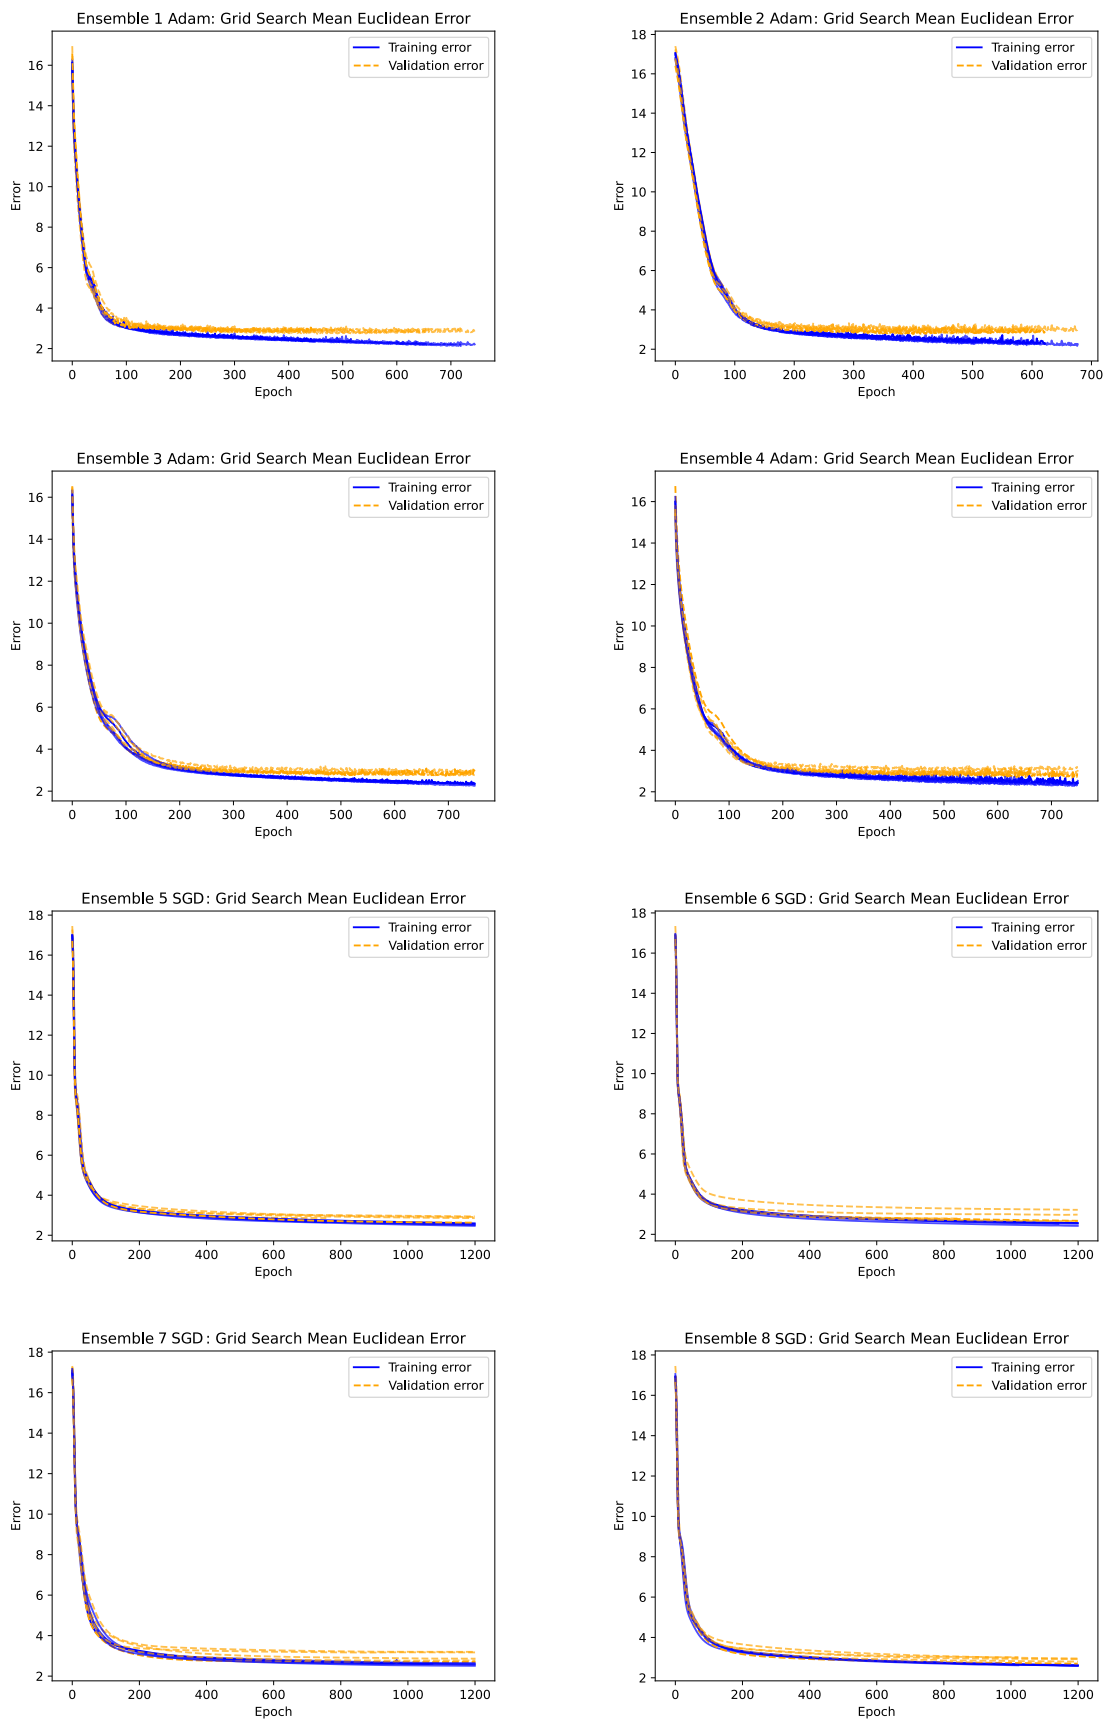 Ensemble 1 Adam: Grid Search Mean Euclidean Error
Training error
Validation error
16
14
12
10
8
6
4
2
Error
0 100 200 300 400 500 600 700
Epoch
Ensemble 2 Adam: Grid Search Mean Euclidean Error
Training error
Validation error
18
16
14
12
10
8
6
4
2
Error
0 100 200 300 400 500 600 700
Epoch
Ensemble 3 Adam: Grid Search Mean Euclidean Error
Training error
Validation error
16
14
12
10
8
6
4
2
Error
0 100 200 300 400 500 600 700
Epoch
Ensemble 4 Adam: Grid Search Mean Euclidean Error
Training error
Validation error
16
14
12
10
8
6
4
2
Error
0 100 200 300 400 500 600 700
Epoch
Ensemble 5 SGD: Grid Search Mean Euclidean Error
Training error
Validation error
18
16
14
12
10
8
6
4
2
Error
0 200 400 600 800 1000 1200
Epoch
Ensemble 6 SGD: Grid Search Mean Euclidean Error
Training error
Validation error
18
16
14
12
10
8
6
4
2
Error
0 200 400 600 800 1000 1200
Epoch
Ensemble 7 SGD: Grid Search Mean Euclidean Error
Training error
Validation error
18
16
14
12
10
8
6
4
2
Error
0 200 400 600 800 1000 1200
Epoch
Ensemble 8 SGD: Grid Search Mean Euclidean Error
Training error
Validation error
18
16
14
12
10
8
6
4
2
Error
0 200 400 600 800 1000 1200
Epoch